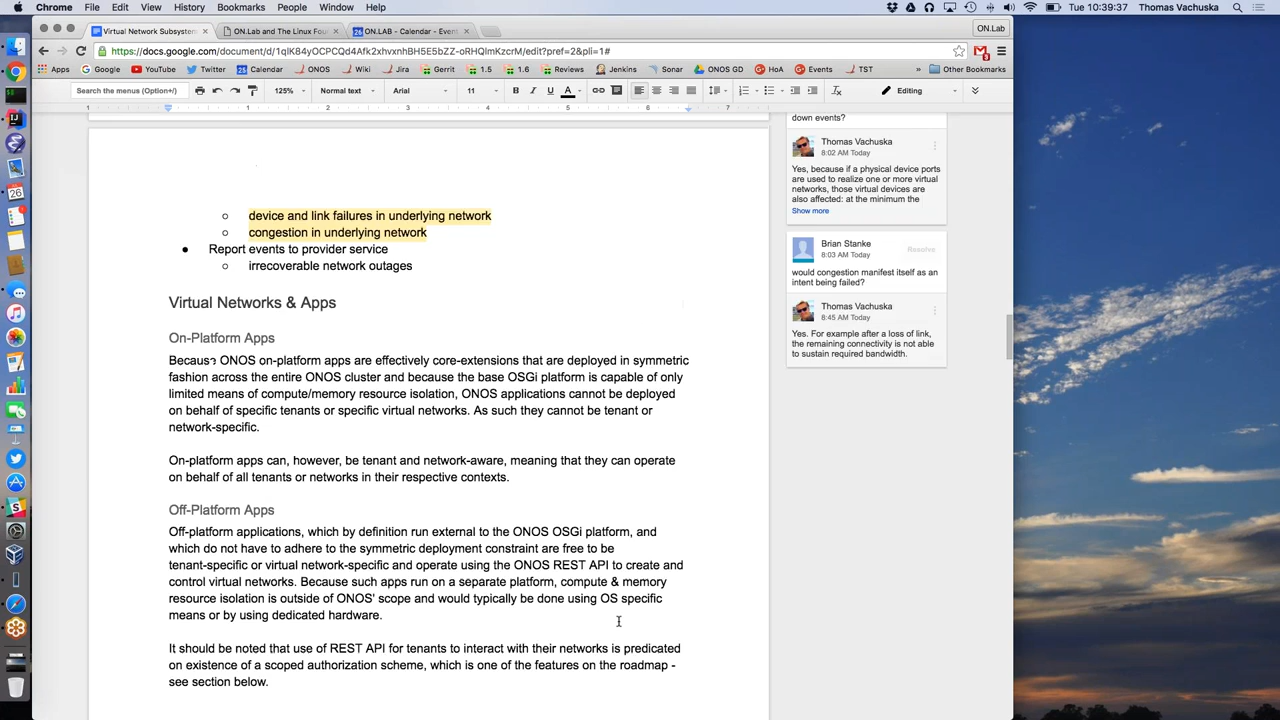 Chrome File Edit View History Bookmarks People Window Help Tue 10:39:37 Thomas Vachuska
Virtual Network Subsystem ON.Lab and The Linux Foun ON.LAB - Calendar - Even ON.Lab
Apps Google YouTube Twitter Calendar ONOS Wiki Jira Gerrit 1.5 1.6 Reviews Jenkins Sonar ONOS GD HoA Events TST » Other Bookmarks
Search the menus (Option+/) 125% Normal text Arial 11 B I U A Editing
1 1 2 3 4 5 6 7
device and link failures in underlying network
congestion in underlying network
Report events to provider service
irrecoverable network outages
Virtual Networks & Apps
On-Platform Apps
ONOS on-platform apps are effectively core-extensions that are deployed in symmetric
fashion across the entire ONOS cluster and because the base OSGi platform is capable of only
limited means of compute/memory resource isolation, ONOS applications cannot be deployed
on behalf of specific tenants or specific virtual networks. As such they cannot be tenant or
network-specific.
On-platform apps can, however, be tenant and network-aware, meaning that they can operate
on behalf of all tenants or networks in their respective contexts.
Off-Platform Apps
Off-platform applications, which by definition run external to the ONOS OSGi platform, and
which do not have to adhere to the symmetric deployment constraint are free to be
tenant-specific or virtual network-specific and operate using the ONOS REST API to create and
control virtual networks. Because such apps run on a separate platform, compute & memory
resource isolation is outside of ONOS' scope and would typically be done using OS specific
means or by using dedicated hardware.
It should be noted that use of REST API for tenants to interact with their networks is predicated
on existence of a scoped authorization scheme, which is one of the features on the roadmap -
see section below.
down events?
Thomas Vachuska
8:02 AM Today
Yes, because if a physical device ports
are used to realize one or more virtual
networks, those virtual devices are
also affected: at the minimum the
Show more
Brian Stanke
8:03 AM Today
Resolve
would congestion manifest itself as an
intent being failed?
Thomas Vachuska
8:45 AM Today
Yes. For example after a loss of link,
the remaining connectivity is not able
to sustain required bandwidth.